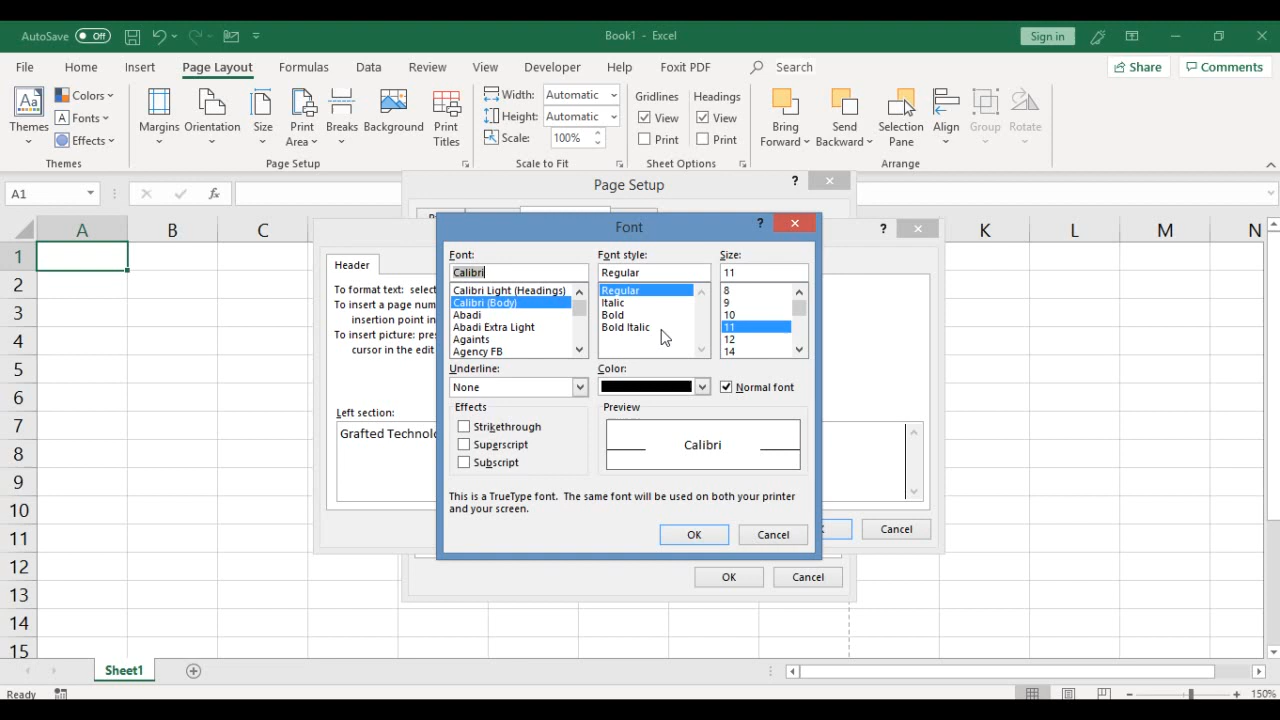 AutoSave Off Book1 - Excel Sign in
File Home Insert Page Layout Formulas Data Review View Developer Help Foxit PDF Search Share Comments
Themes Colors Fonts Effects
Themes
Margins Orientation Size Print Area Breaks Background Print Titles
Page Setup
Width: Automatic
Height: Automatic
Scale: 100%
Scale to Fit
Gridlines Headings
View View
Print Print
Sheet Options
Bring Forward Send Backward Selection Pane Align Group Rotate
Arrange
A1 fx
Page Setup ?
A B C K L M N
1
2
3
4
5
6
7
8
9
10
11
12
13
14
15
?
Header
To format text: selec
To insert a page num
insertion point in
To insert picture: pre
cursor in the edit
Left section:
Grafted Technolo
Cancel
OK Cancel
Font ?
Font: Font style: Size:
Calibri Regular 11
Calibri Light (Headings) Regular 8
Calibri (Body) Italic 9
Abadi Bold 10
Abadi Extra Light Bold Italic 11
Againts 12
Agency FB 14
Underline: Color:
None Normal font
Effects Preview
Strikethrough
Superscript Calibri
Subscript
This is a TrueType font. The same font will be used on both your printer
and your screen.
OK Cancel
Sheet1
Ready 150%